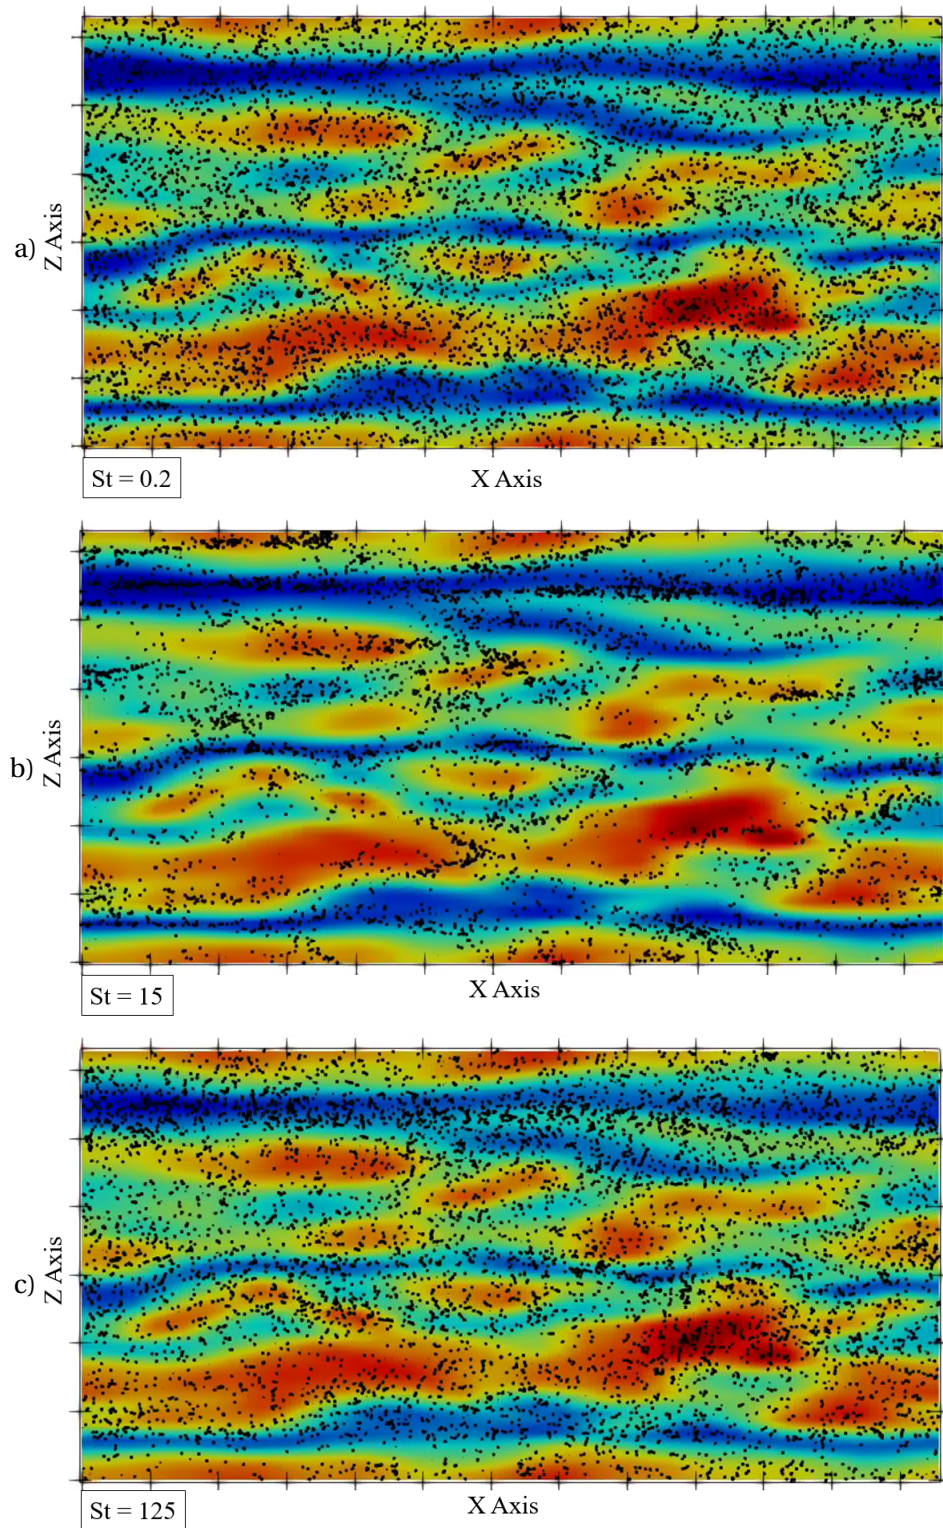 a)
Z Axis
St = 0.2
X Axis
b)
Z Axis
St = 15
X Axis
c)
Z Axis
St = 125
X Axis